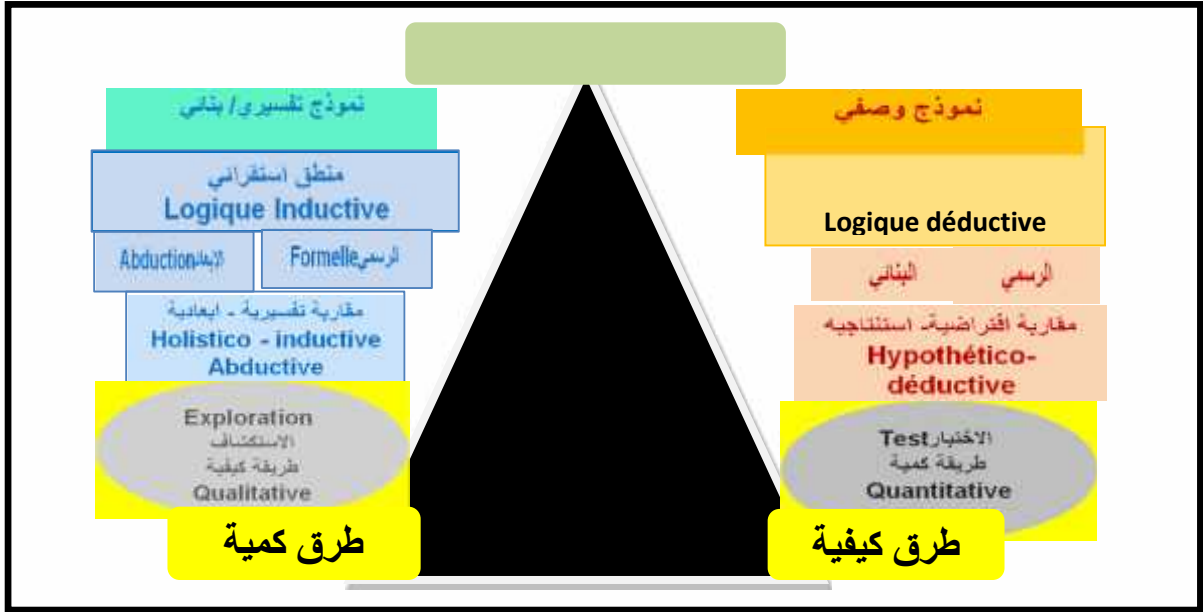 نموذج تفسيري/ بنائي
منطق استقرائي
Logique Inductive
Abduction
الرسمي Formelle
مقاربة تفسيرية - ابعادية
Holistico - inductive
Abductive
Exploration
الاستكشاف
طريقة كيفية
Qualitative
طرق كمية
نموذج وصفي
Logique déductive
الرسمي
البنائي
مقاربة افتراضية- استنتاجيه
Hypothético-
déductive
الاختبار Test
طريقة كمية
Quantitative
طرق كيفية